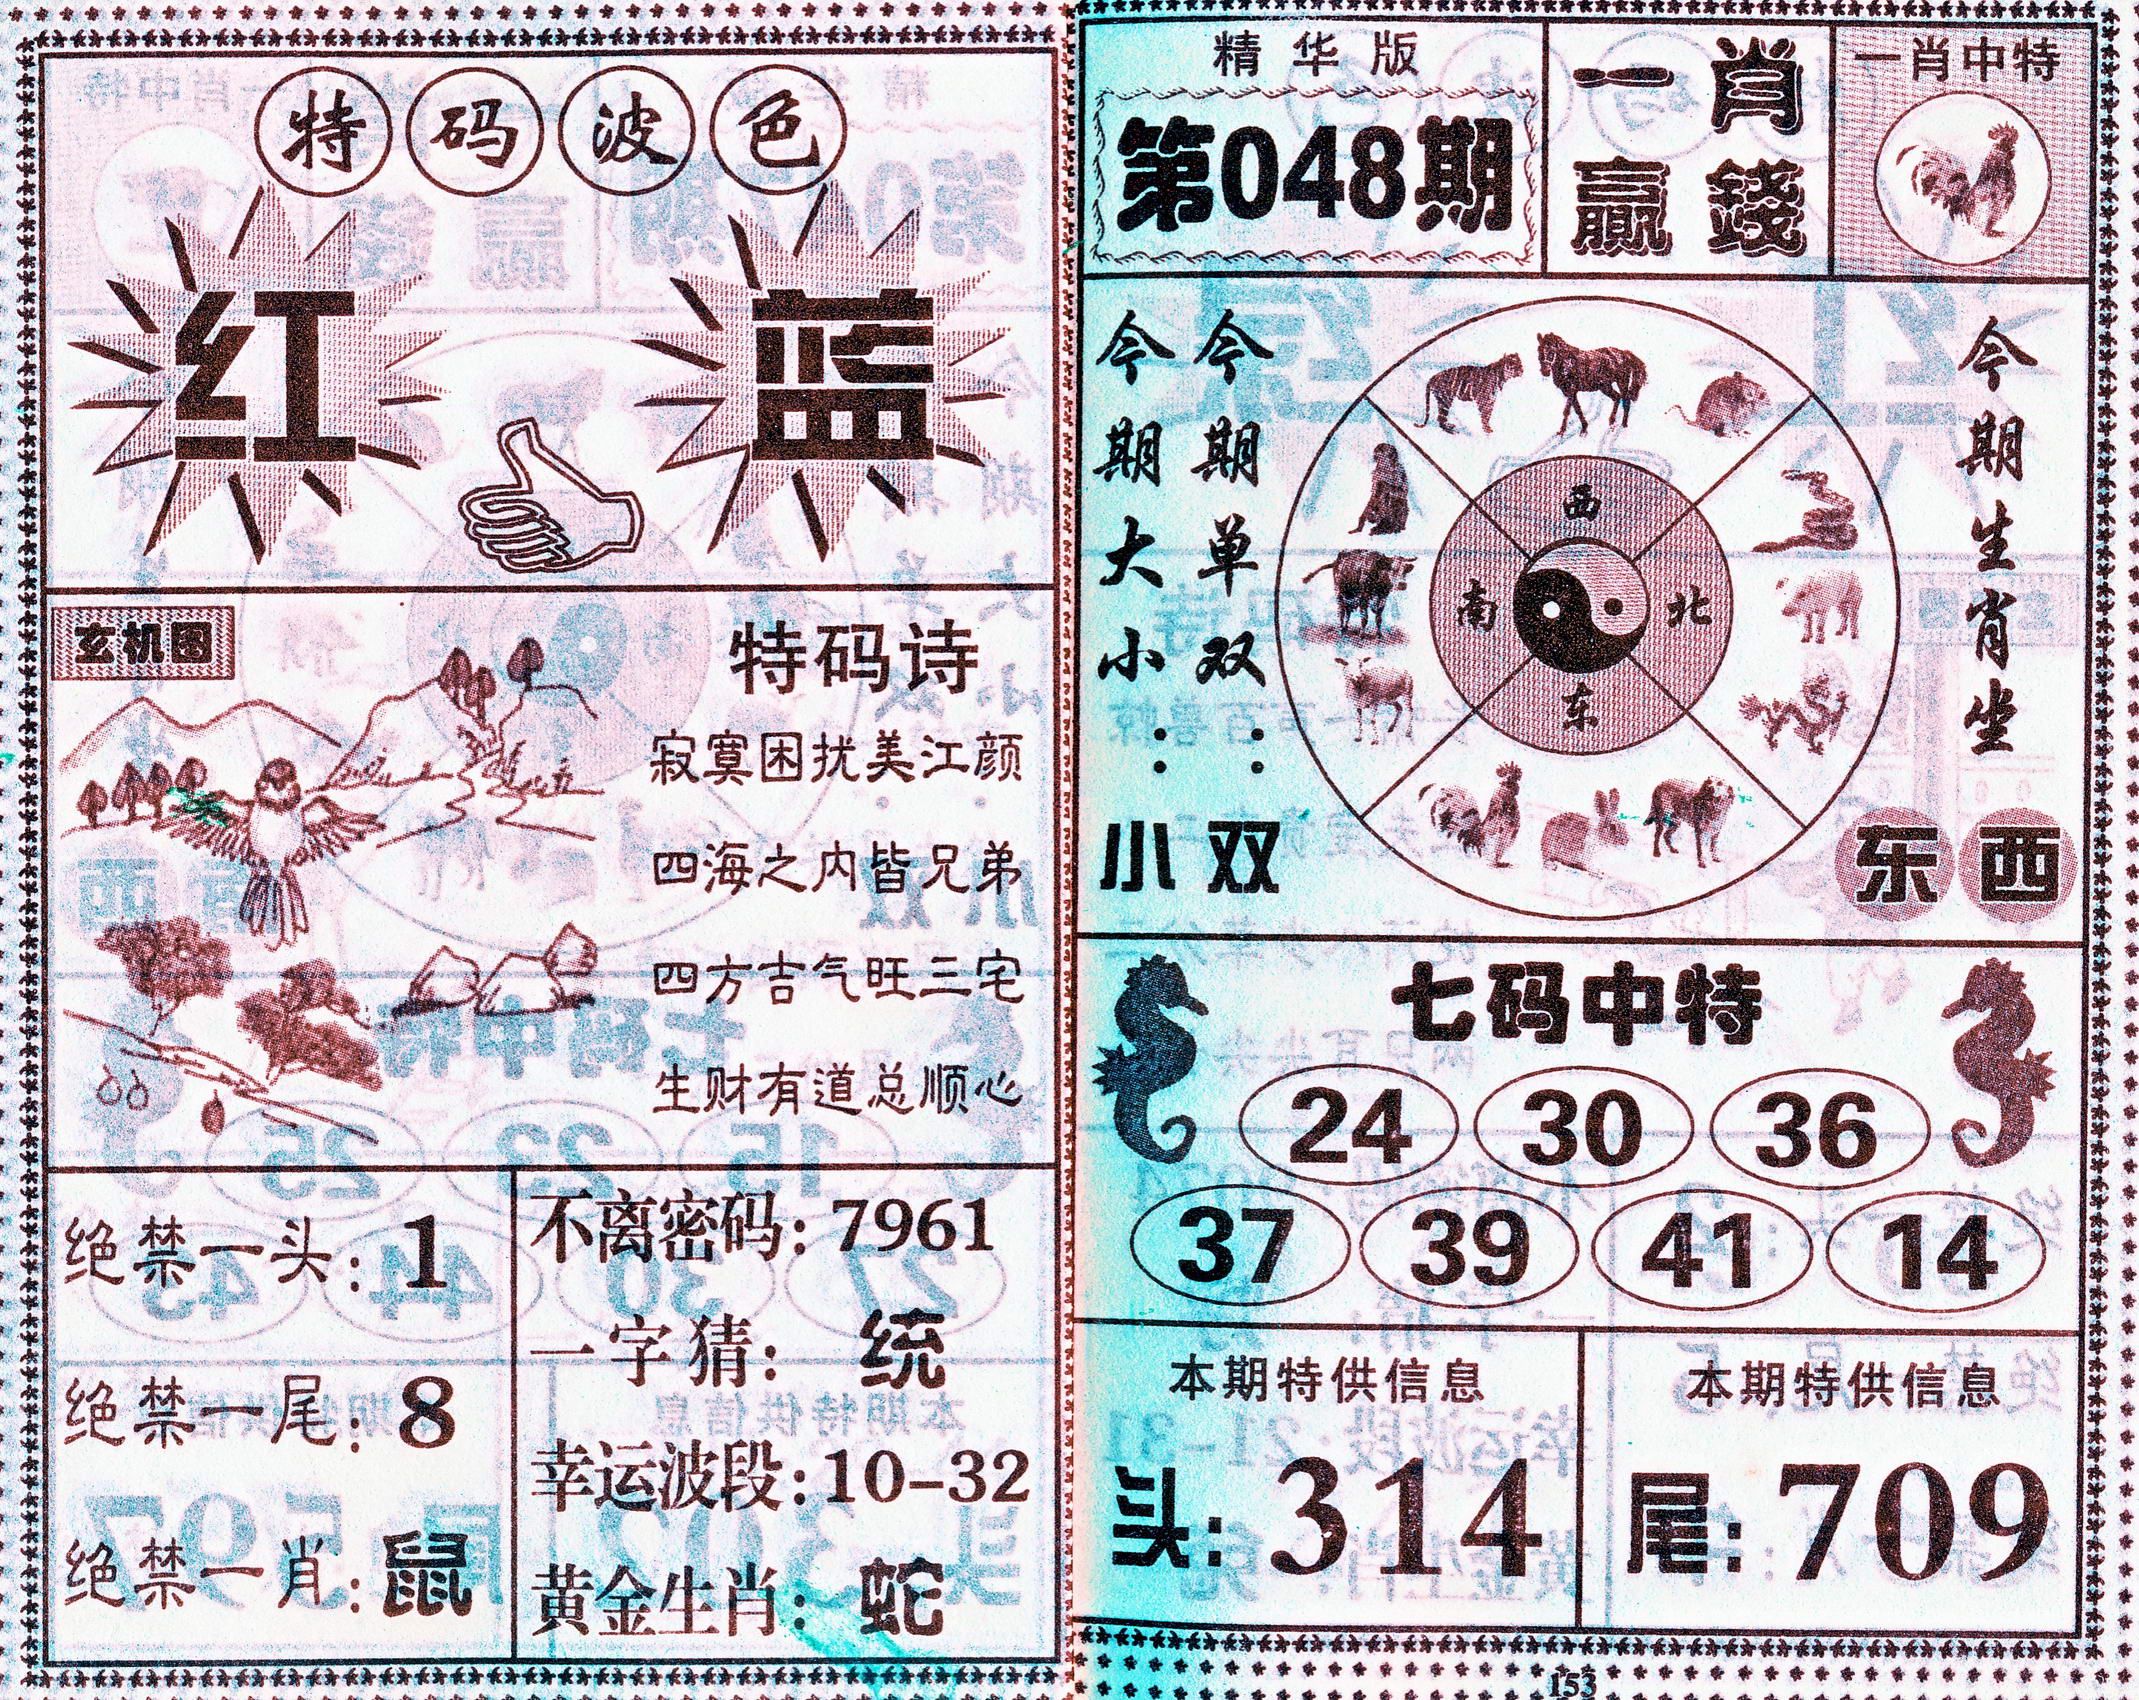 特码波色
红 蓝
玄机图
特码诗
寂寞困扰美江颜
四海之内皆兄弟
四方吉气旺三宅
生财有道总顺心
绝禁一头：1
绝禁一尾：8
绝禁一肖：鼠
不离密码：7961
一字猜：统
幸运波段：10-32
黄金生肖：蛇
精华版
第048期
一肖
赢錢
一肖中特
今期大小：小
今期单双：双
西
南 北
东
今期生肖坐
东西
七码中特
24 30 36
37 39 41 14
本期特供信息
头：314
本期特供信息
尾：709
153